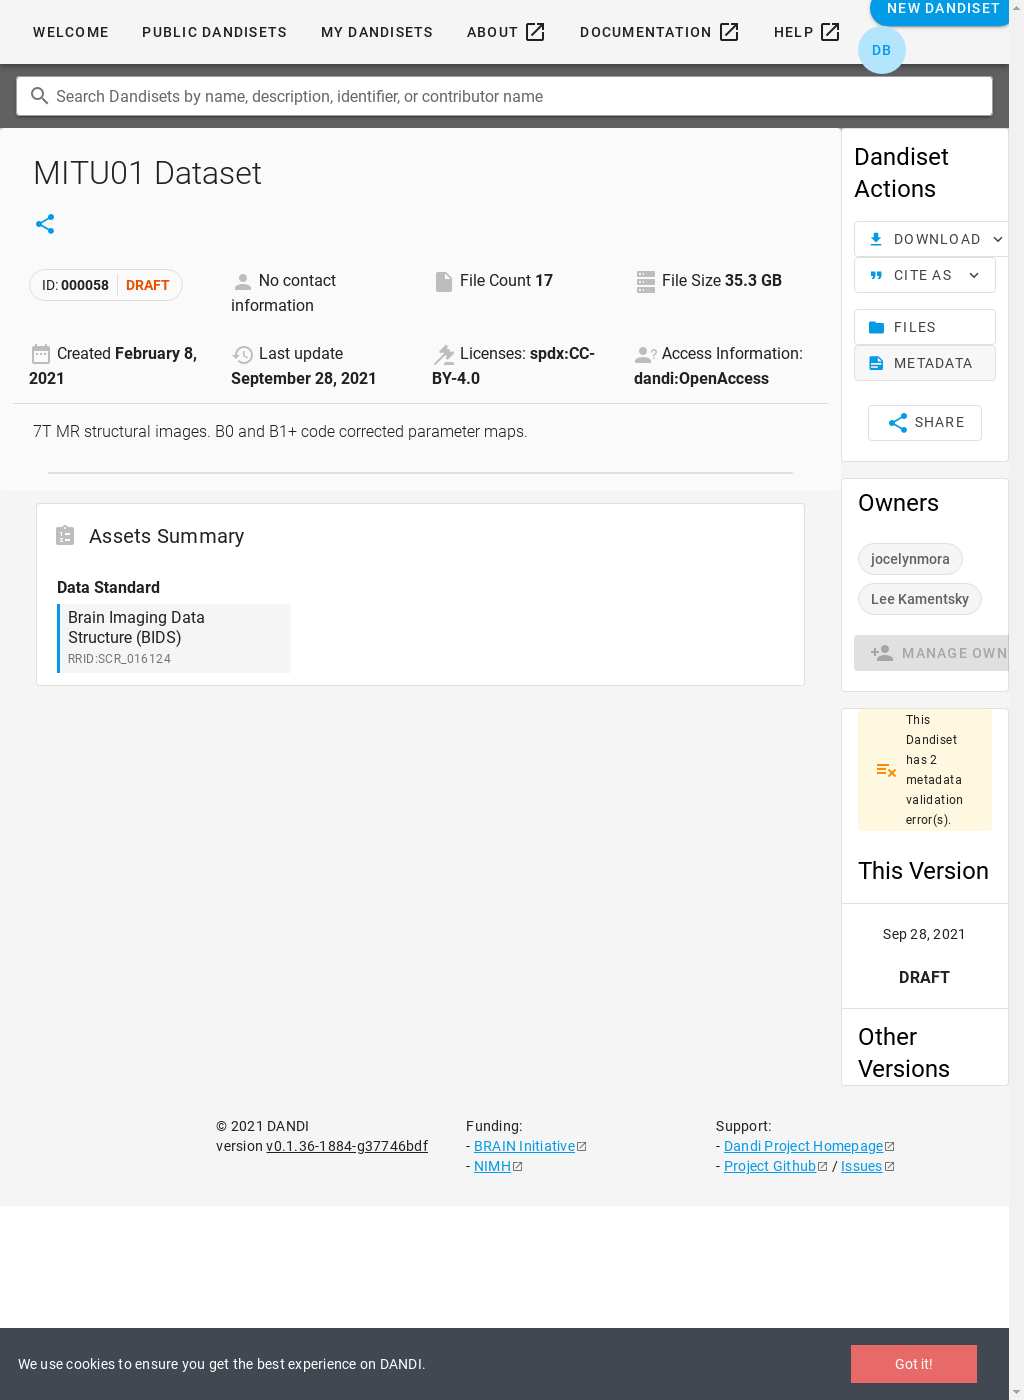 WELCOME
PUBLIC DANDISETS
MY DANDISETS
ABOUT
DOCUMENTATION
HELP
NEW DANDISET
DB
Search Dandisets by name, description, identifier, or contributor name
MITU01 Dataset
ID: 000058 DRAFT
No contact
information
File Count 17
File Size 35.3 GB
Created February 8,
2021
Last update
September 28, 2021
Licenses: spdx:CC-
BY-4.0
Access Information:
dandi:OpenAccess
7T MR structural images. B0 and B1+ code corrected parameter maps.
Assets Summary
Data Standard
Brain Imaging Data
Structure (BIDS)
RRID:SCR_016124
Dandiset
Actions
DOWNLOAD
CITE AS
FILES
METADATA
SHARE
Owners
jocelynmora
Lee Kamentsky
MANAGE OWN
This
Dandiset
has 2
metadata
validation
error(s).
This Version
Sep 28, 2021
DRAFT
Other
Versions
© 2021 DANDI
version v0.1.36-1884-g37746bdf
Funding:
- BRAIN Initiative
- NIMH
Support:
- Dandi Project Homepage
- Project Github / Issues
We use cookies to ensure you get the best experience on DANDI.
Got it!